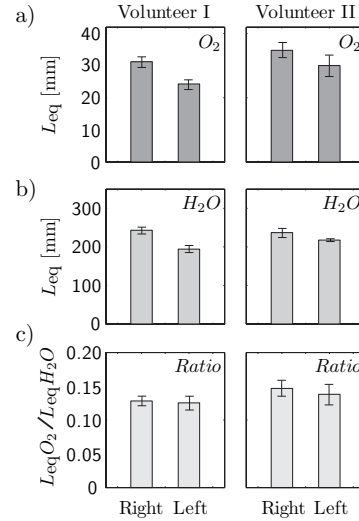 Volunteer I Volunteer II
a)
40
30
20
10
0
Leq [mm]
O2
O2
b)
300
200
100
0
Leq [mm]
H2O
H2O
c)
0.20
0.15
0.10
0.05
0
LeqO2/LeqH2O
Ratio
Ratio
Right Left Right Left